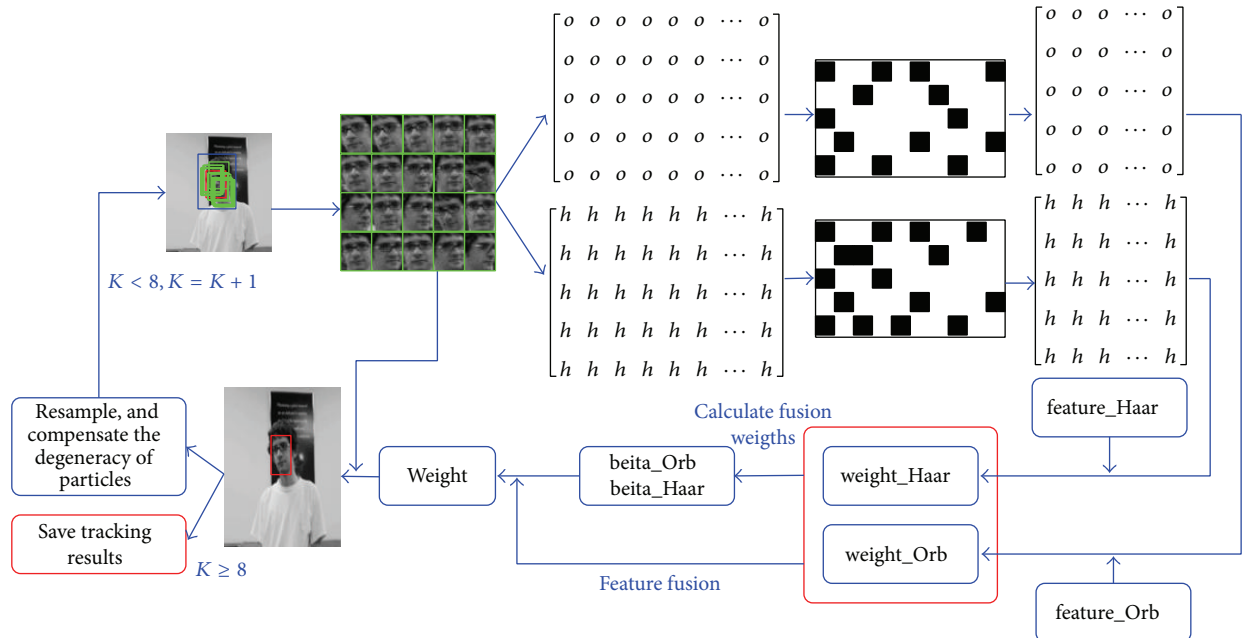 o o o o o o ⋯ o
o o o o o o ⋯ o
o o o o o o ⋯ o
o o o o o o ⋯ o
o o o o o o ⋯ o
o o o ⋯ o
o o o ⋯ o
o o o ⋯ o
o o o ⋯ o
o o o ⋯ o
h h h h h h ⋯ h
h h h h h h ⋯ h
h h h h h h ⋯ h
h h h h h h ⋯ h
h h h h h h ⋯ h
h h h ⋯ h
h h h ⋯ h
h h h ⋯ h
h h h ⋯ h
h h h ⋯ h
K < 8, K = K + 1
Resample, and
compensate the
degeneracy of
particles
Save tracking
results
K ≥ 8
Weight
beita_Orb
beita_Haar
Calculate fusion
weigths
Feature fusion
weight_Haar
weight_Orb
feature_Haar
feature_Orb